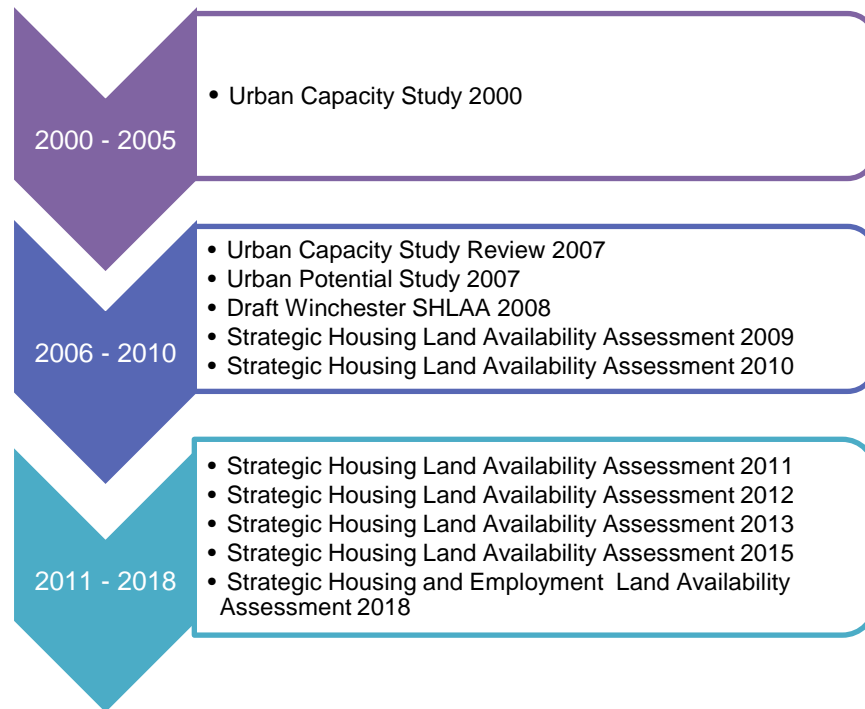 2000 - 2005
• Urban Capacity Study 2000
2006 - 2010
• Urban Capacity Study Review 2007
• Urban Potential Study 2007
• Draft Winchester SHLAA 2008
• Strategic Housing Land Availability Assessment 2009
• Strategic Housing Land Availability Assessment 2010
2011 - 2018
• Strategic Housing Land Availability Assessment 2011
• Strategic Housing Land Availability Assessment 2012
• Strategic Housing Land Availability Assessment 2013
• Strategic Housing Land Availability Assessment 2015
• Strategic Housing and Employment Land Availability
Assessment 2018